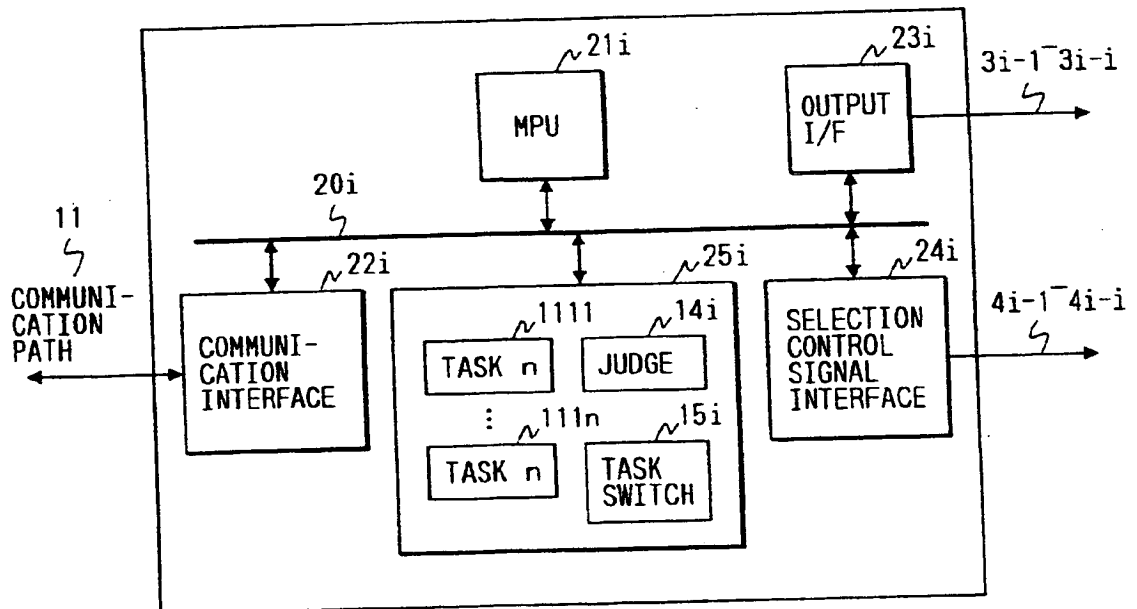 21i
23i
3i-1‾3i-i
MPU
OUTPUT
I/F
20i
11
COMMUNI-
CATION
PATH
22i
25i
24i
4i-1‾4i-i
COMMUNI-
CATION
INTERFACE
1111
14i
TASK n
JUDGE
SELECTION
CONTROL
SIGNAL
INTERFACE
⋮
111n
15i
TASK n
TASK
SWITCH